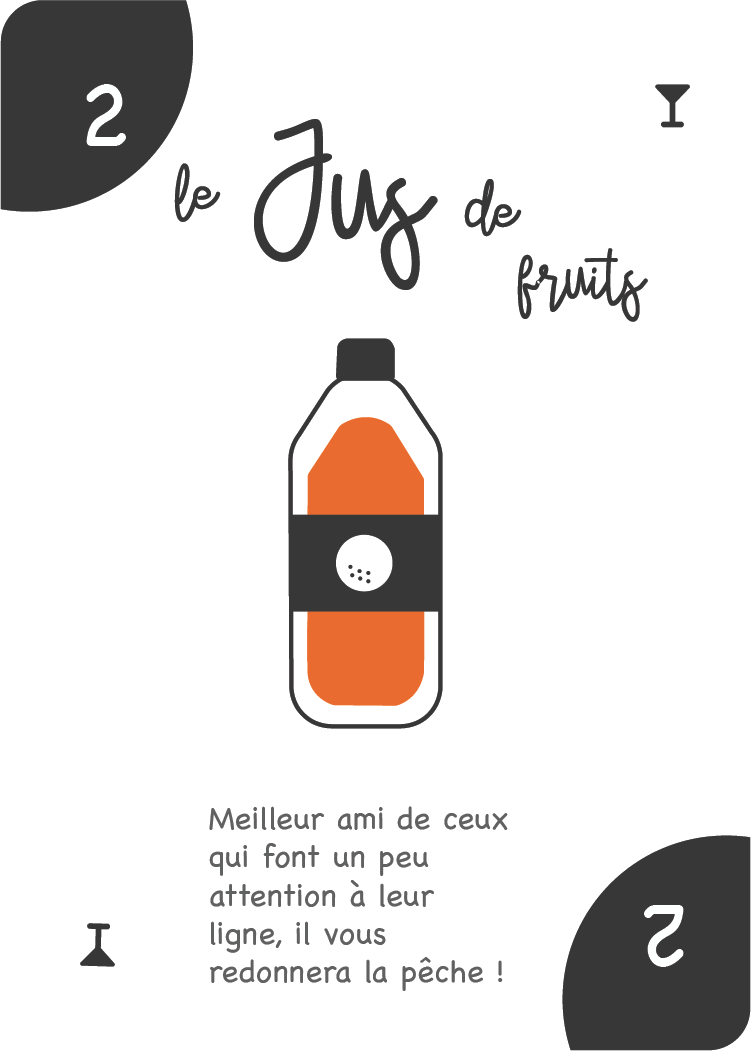 2
le Jus de
fruits
Meilleur ami de ceux
qui font un peu
attention à leur
ligne, il vous
redonnera la pêche !
2